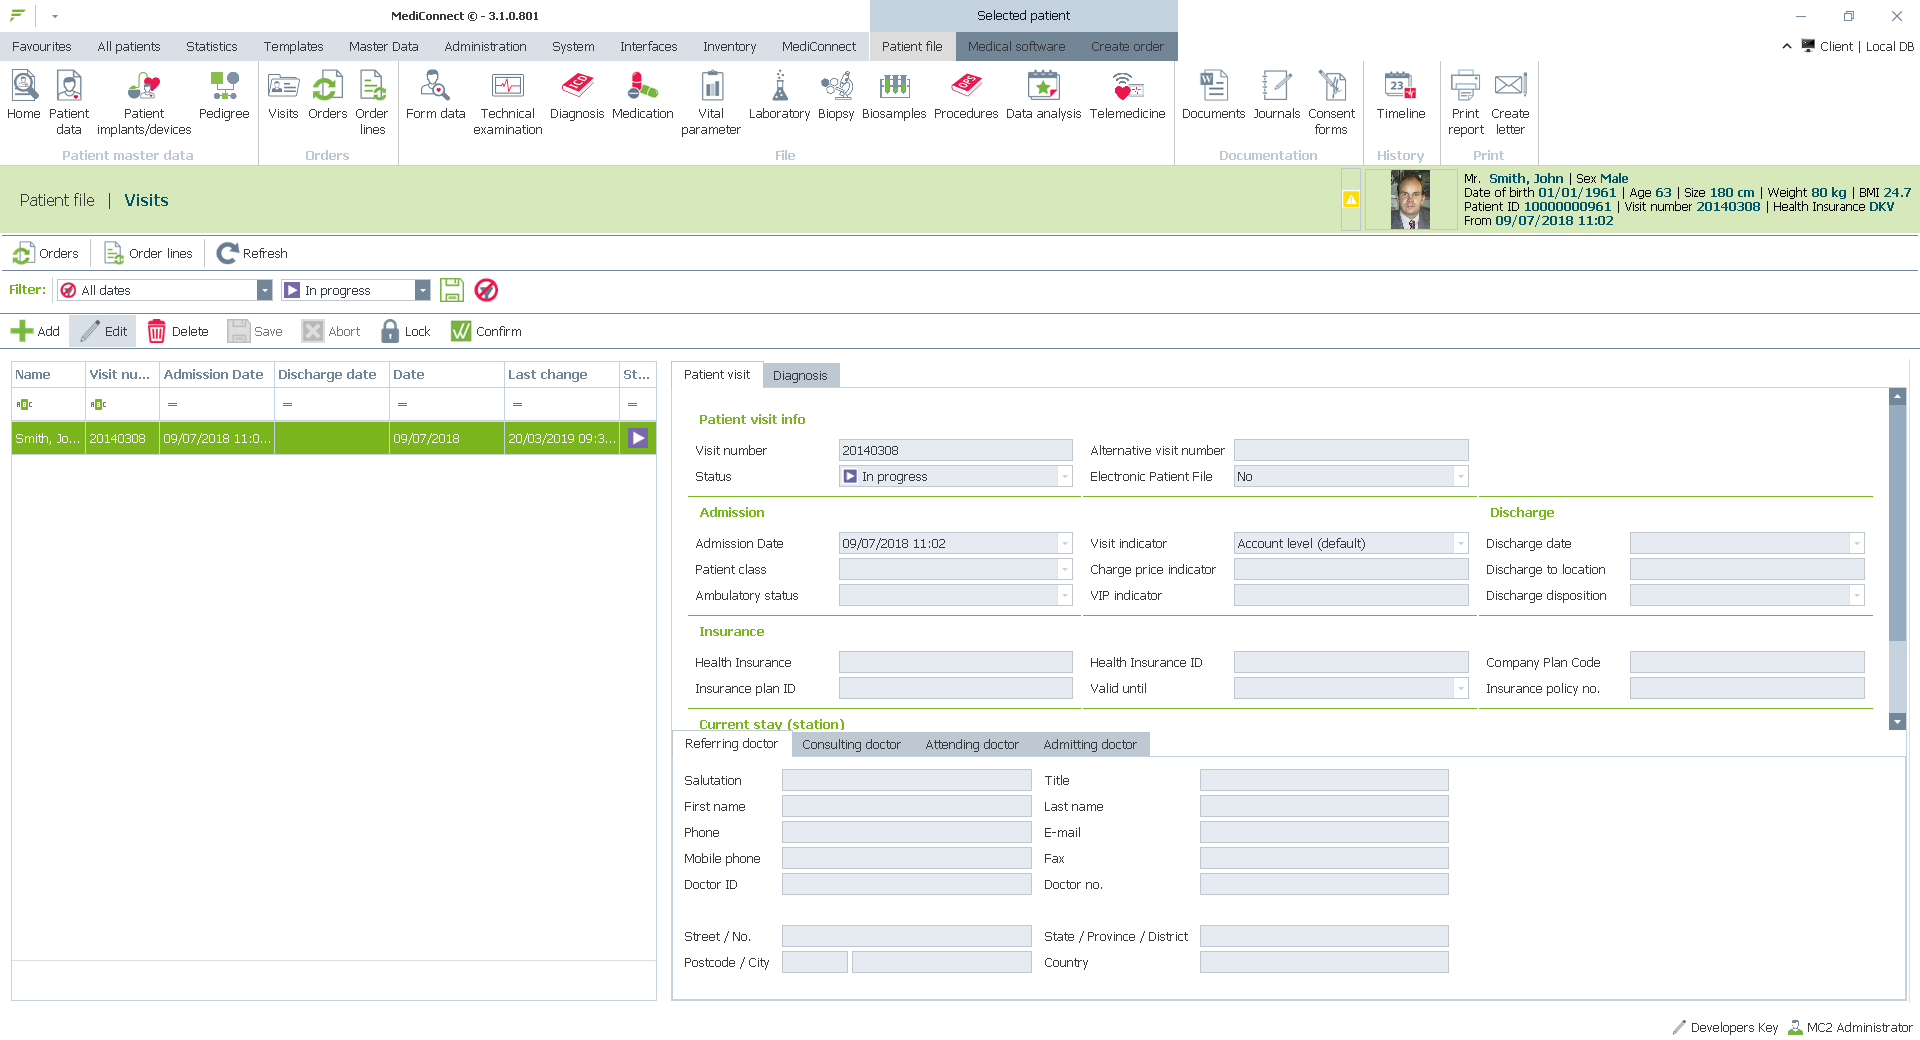 MediConnect © - 3.1.0.801
Selected patient
Favourites All patients Statistics Templates Master Data Administration System Interfaces Inventory MediConnect Patient file Medical software Create order
Client | Local DB
Home
Patient data
Patient implants/devices
Pedigree
Visits
Orders
Order lines
Form data
Technical examination
Diagnosis
Medication
Vital parameter
Laboratory
Biopsy
Biosamples
Procedures
Data analysis
Telemedicine
Documents
Journals
Consent forms
Timeline
Print report
Create letter
Patient master data Orders File Documentation History Print
Patient file | Visits
Mr. Smith, John | Sex Male
Date of birth 01/01/1961 | Age 63 | Size 180 cm | Weight 80 kg | BMI 24.7
Patient ID 10000000961 | Visit number 20140308 | Health Insurance DKV
From 09/07/2018 11:02
Orders Order lines Refresh
Filter: All dates In progress
Add Edit Delete Save Abort Lock Confirm
Name Visit nu... Admission Date Discharge date Date Last change St...
ABC ABC = = = = =
Smith, Jo... 20140308 09/07/2018 11:0... 09/07/2018 20/03/2019 09:3...
Patient visit Diagnosis
Patient visit info
Visit number 20140308 Alternative visit number
Status In progress Electronic Patient File No
Admission Discharge
Admission Date 09/07/2018 11:02 Visit indicator Account level (default) Discharge date
Patient class Charge price indicator Discharge to location
Ambulatory status VIP indicator Discharge disposition
Insurance
Health Insurance Health Insurance ID Company Plan Code
Insurance plan ID Valid until Insurance policy no.
Current stay (station)
Referring doctor Consulting doctor Attending doctor Admitting doctor
Salutation Title
First name Last name
Phone E-mail
Mobile phone Fax
Doctor ID Doctor no.
Street / No. State / Province / District
Postcode / City Country
Developers Key MC2 Administrator